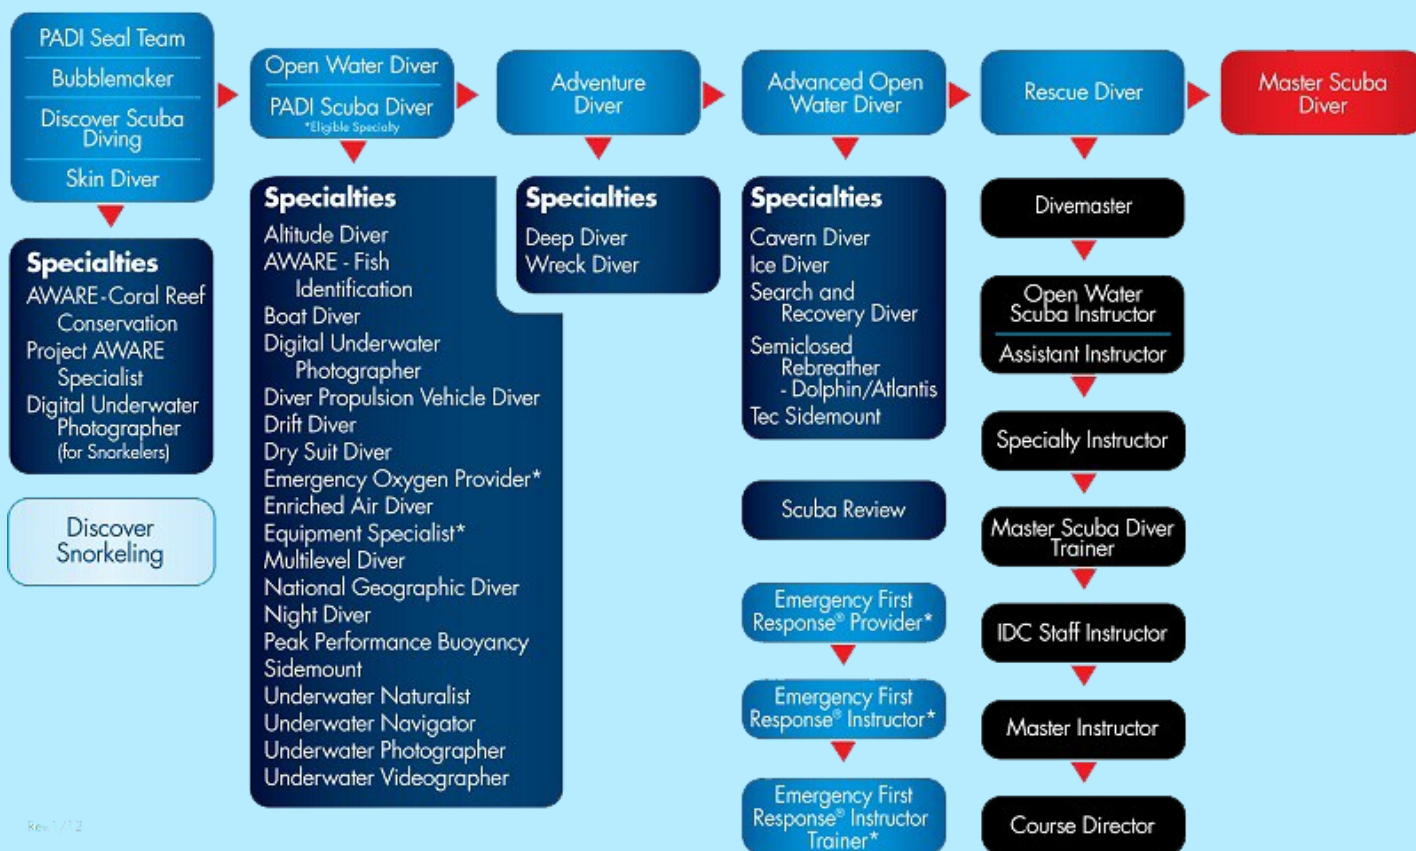 PADI Seal Team
Bubblemaker
Discover Scuba
Diving
Skin Diver
Specialties
AWARE-Coral Reef
Conservation
Project AWARE
Specialist
Digital Underwater
Photographer
(for Snorkelers)
Discover
Snorkeling
Open Water Diver
PADI Scuba Diver
*Eligible Specialty
Specialties
Altitude Diver
AWARE - Fish
Identification
Boat Diver
Digital Underwater
Photographer
Diver Propulsion Vehicle Diver
Drift Diver
Dry Suit Diver
Emergency Oxygen Provider*
Enriched Air Diver
Equipment Specialist*
Multilevel Diver
National Geographic Diver
Night Diver
Peak Performance Buoyancy
Sidemount
Underwater Naturalist
Underwater Navigator
Underwater Photographer
Underwater Videographer
Adventure
Diver
Specialties
Deep Diver
Wreck Diver
Advanced Open
Water Diver
Specialties
Cavern Diver
Ice Diver
Search and
Recovery Diver
Semiclosed
Rebreather
- Dolphin/Atlantis
Tec Sidemount
Scuba Review
Emergency First
Response® Provider*
Emergency First
Response® Instructor*
Emergency First
Response® Instructor
Trainer*
Rescue Diver
Divemaster
Open Water
Scuba Instructor
Assistant Instructor
Specialty Instructor
Master Scuba Diver
Trainer
IDC Staff Instructor
Master Instructor
Course Director
Master Scuba
Diver
Rev. 1/12